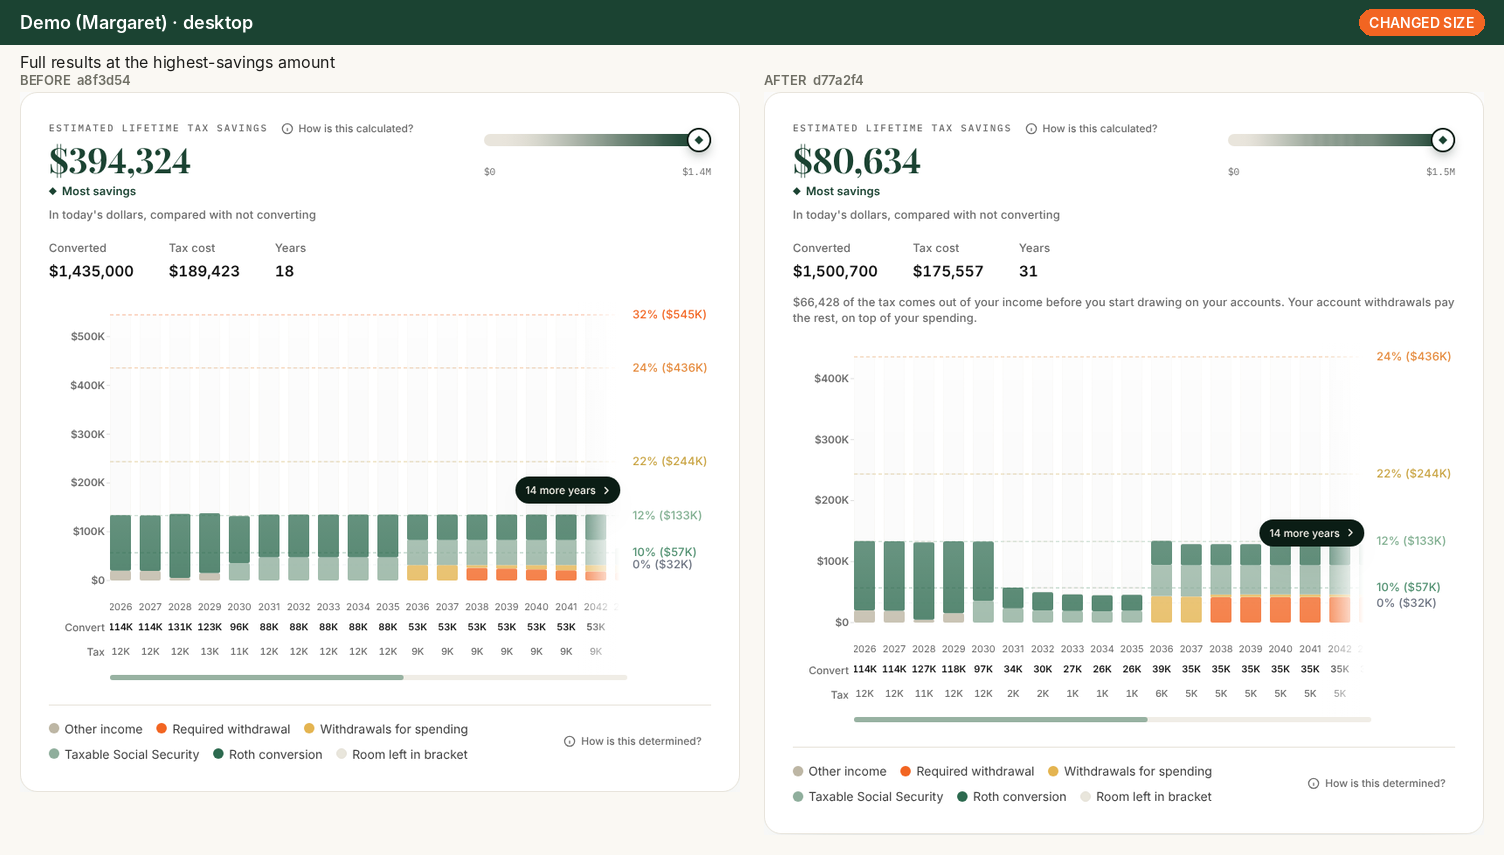 Demo (Margaret) · desktop
CHANGED SIZE
Full results at the highest-savings amount
BEFORE a8f3d54
ESTIMATED LIFETIME TAX SAVINGS How is this calculated?
$394,324
Most savings
$0 $1.4M
In today's dollars, compared with not converting
Converted Tax cost Years
$1,435,000 $189,423 18
32% ($545K)
$500K
24% ($436K)
$400K
$300K
22% ($244K)
$200K
14 more years
12% ($133K)
$100K
10% ($57K)
0% ($32K)
$0
2026 2027 2028 2029 2030 2031 2032 2033 2034 2035 2036 2037 2038 2039 2040 2041 2042
Convert 114K 114K 131K 123K 96K 88K 88K 88K 88K 88K 53K 53K 53K 53K 53K 53K 53K
Tax 12K 12K 12K 13K 11K 12K 12K 12K 12K 12K 9K 9K 9K 9K 9K 9K 9K
Other income Required withdrawal Withdrawals for spending
Taxable Social Security Roth conversion Room left in bracket
How is this determined?
AFTER d77a2f4
ESTIMATED LIFETIME TAX SAVINGS How is this calculated?
$80,634
Most savings
$0 $1.5M
In today's dollars, compared with not converting
Converted Tax cost Years
$1,500,700 $175,557 31
$66,428 of the tax comes out of your income before you start drawing on your accounts. Your account withdrawals pay
the rest, on top of your spending.
24% ($436K)
$400K
$300K
22% ($244K)
$200K
14 more years
12% ($133K)
$100K
10% ($57K)
0% ($32K)
$0
2026 2027 2028 2029 2030 2031 2032 2033 2034 2035 2036 2037 2038 2039 2040 2041 2042
Convert 114K 114K 127K 118K 97K 34K 30K 27K 26K 26K 39K 35K 35K 35K 35K 35K 35K
Tax 12K 12K 11K 12K 12K 2K 2K 1K 1K 1K 6K 5K 5K 5K 5K 5K 5K
Other income Required withdrawal Withdrawals for spending
Taxable Social Security Roth conversion Room left in bracket
How is this determined?